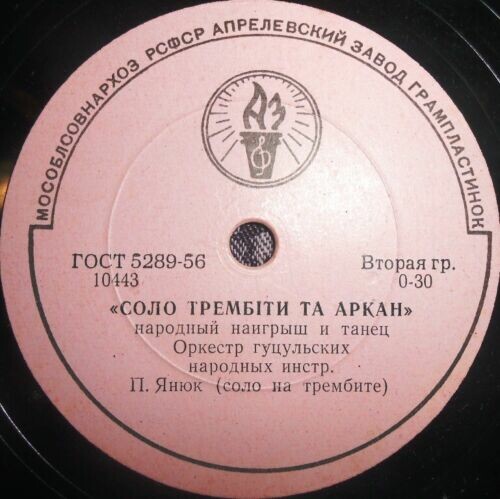 МОСОБЛСОВНАРХОЗ РСФСР АПРЕЛЕВСКИЙ ЗАВОД ГРАМПЛАСТИНОК
АЗ
ГОСТ 5289-56
10443
Вторая гр.
0-30
«СОЛО ТРЕМБІТИ ТА АРКАН»
народный наигрыш и танец
Оркестр гуцульских
народных инстр.
П. Янюк (соло на трембите)